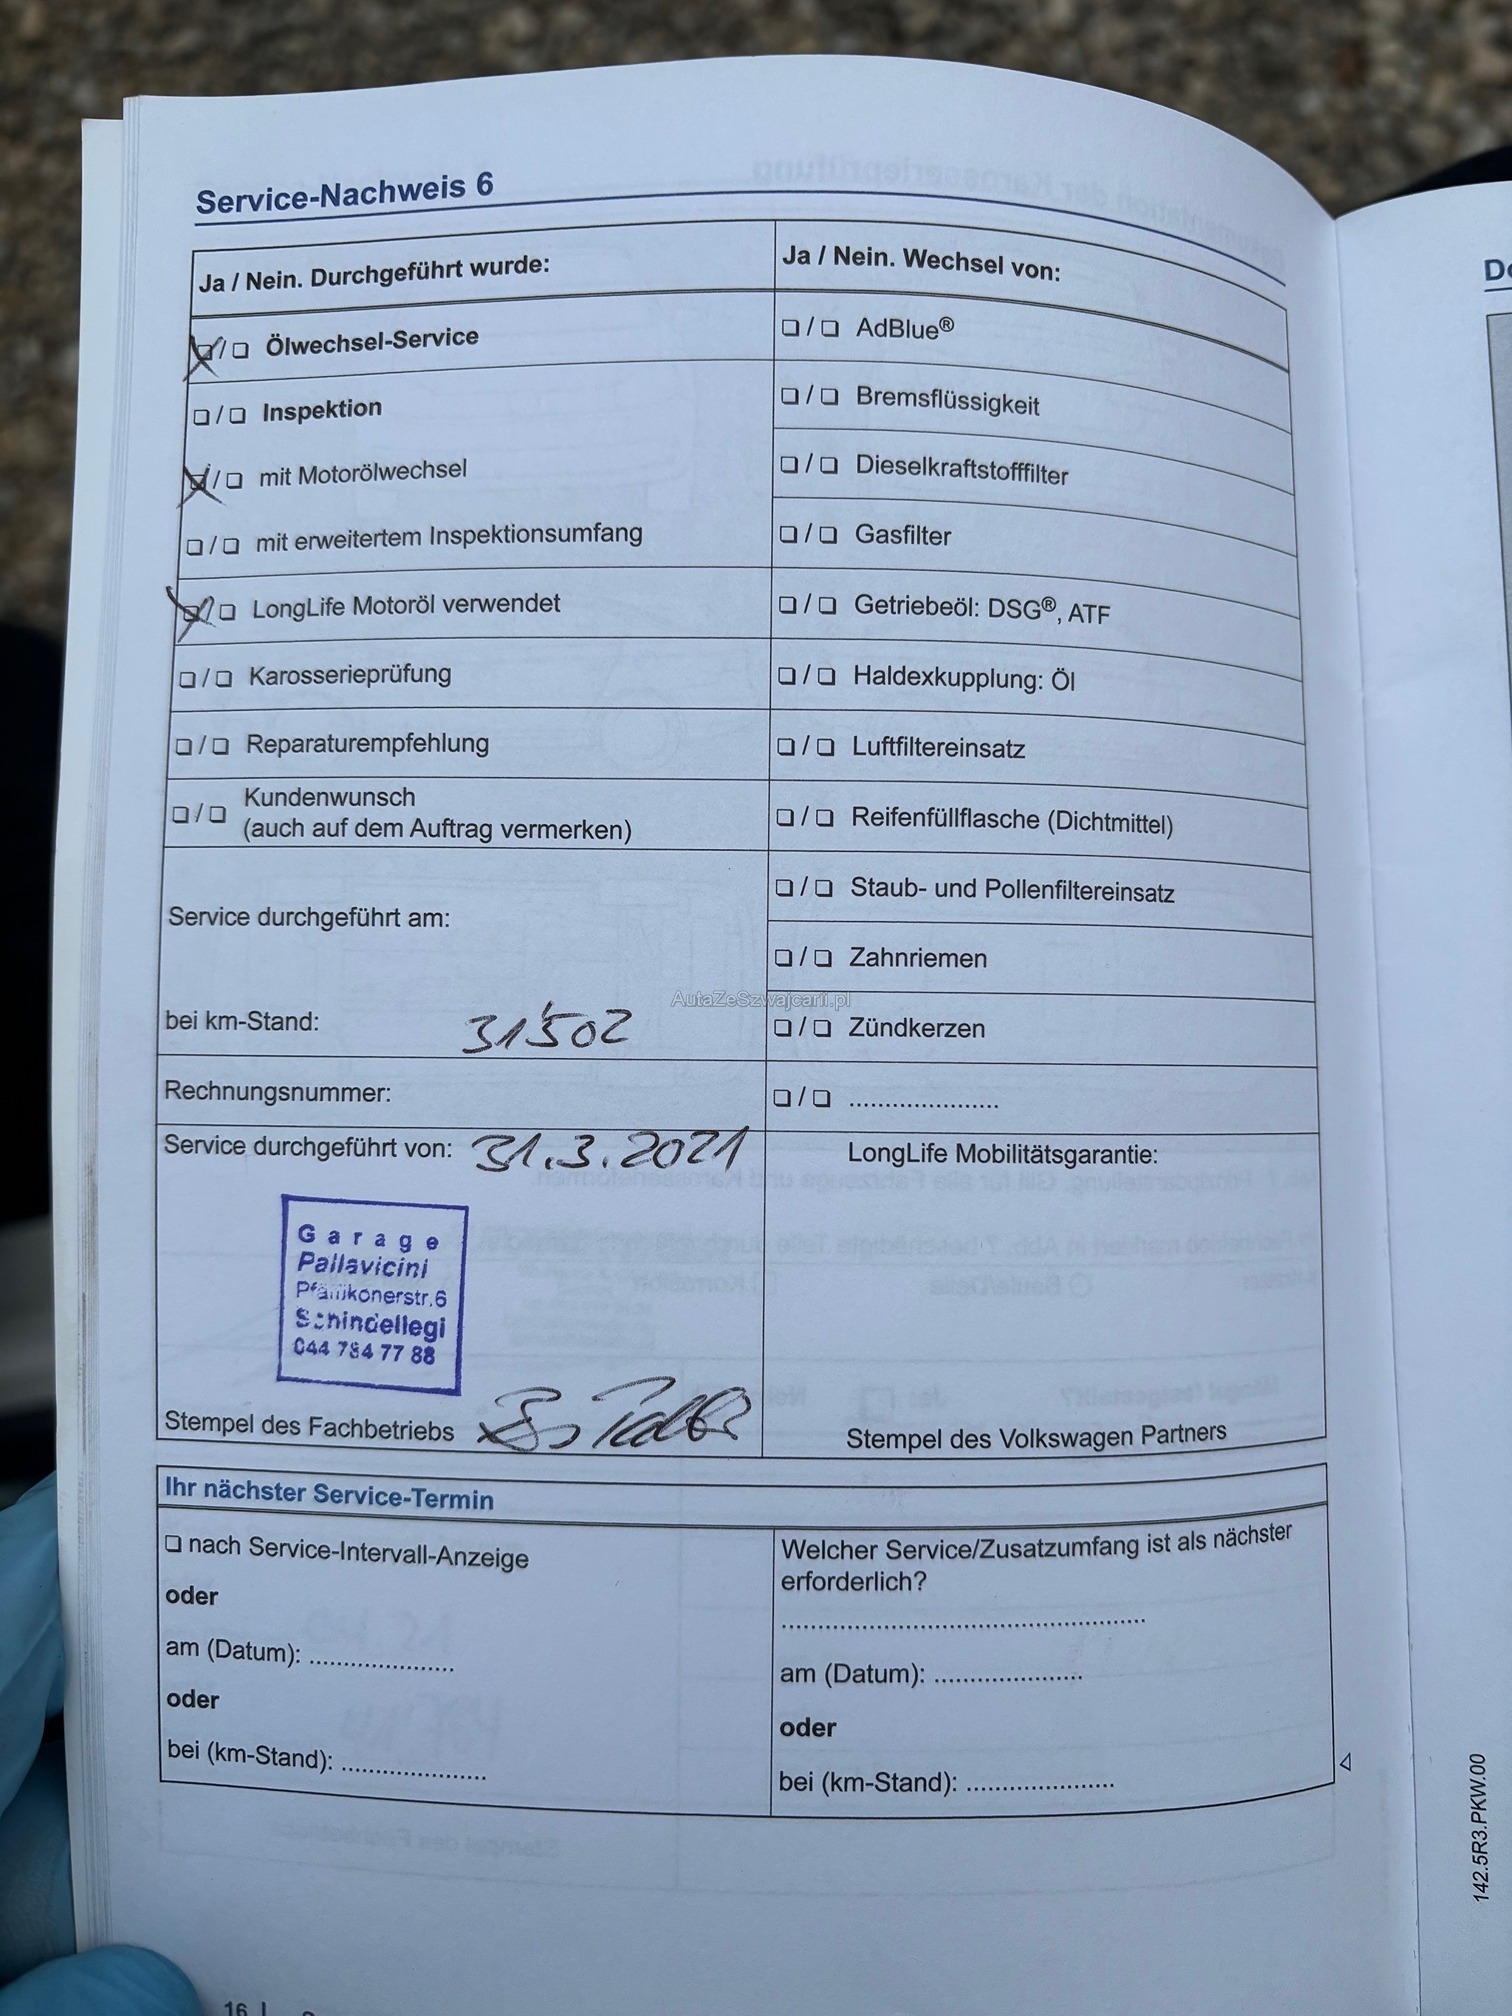 Service-Nachweis 6
Ja / Nein. Durchgeführt wurde:
☒ / ❏ Ölwechsel-Service
❏ / ❏ Inspektion
☒ / ❏ mit Motorölwechsel
❏ / ❏ mit erweitertem Inspektionsumfang
☒ / ❏ LongLife Motoröl verwendet
❏ / ❏ Karosserieprüfung
❏ / ❏ Reparaturempfehlung
❏ / ❏ Kundenwunsch
(auch auf dem Auftrag vermerken)
Service durchgeführt am:
bei km-Stand: 31'502
Rechnungsnummer:
Service durchgeführt von: 31.3.2021
Garage
Pallavicini
Pfäffikonerstr.6
Schindellegi
044 784 77 88
Stempel des Fachbetriebs
Ja / Nein. Wechsel von:
❏ / ❏ AdBlue®
❏ / ❏ Bremsflüssigkeit
❏ / ❏ Dieselkraftstofffilter
❏ / ❏ Gasfilter
❏ / ❏ Getriebeöl: DSG®, ATF
❏ / ❏ Haldexkupplung: Öl
❏ / ❏ Luftfiltereinsatz
❏ / ❏ Reifenfüllflasche (Dichtmittel)
❏ / ❏ Staub- und Pollenfiltereinsatz
❏ / ❏ Zahnriemen
❏ / ❏ Zündkerzen
❏ / ❏ ......................
LongLife Mobilitätsgarantie:
Stempel des Volkswagen Partners
Ihr nächster Service-Termin
❏ nach Service-Intervall-Anzeige
oder
am (Datum): .....................
oder
bei (km-Stand): .....................
Welcher Service/Zusatzumfang ist als nächster
erforderlich?
.....................................................
am (Datum): ......................
oder
bei (km-Stand): ......................
AutaZeSzwajcarii.pl
142.5R3.PKW.00
16